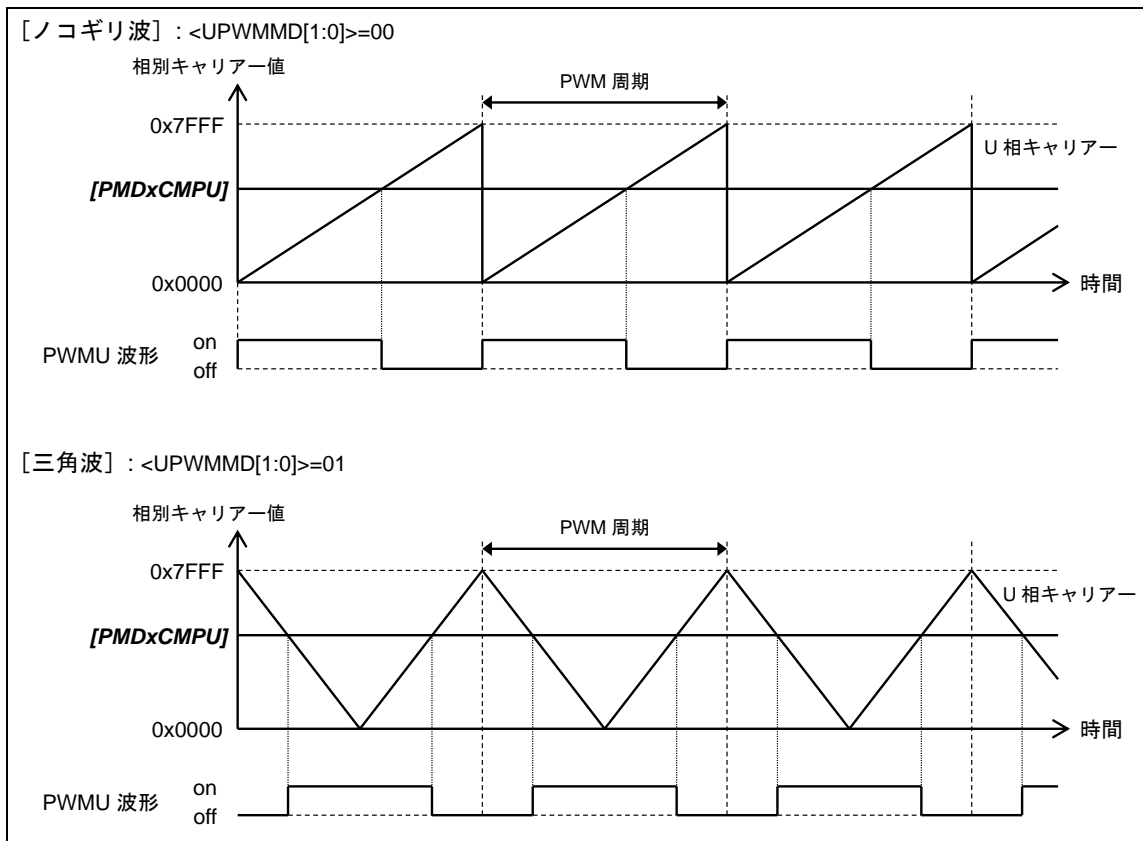 ［ノコギリ波］: <UPWMMD[1:0]>=00
相別キャリアー値
PWM 周期
0x7FFF
U 相キャリアー
[PMDxCMPU]
0x0000
時間
PWMU 波形
on
off
［三角波］: <UPWMMD[1:0]>=01
相別キャリアー値
PWM 周期
0x7FFF
U 相キャリアー
[PMDxCMPU]
0x0000
時間
PWMU 波形
on
off